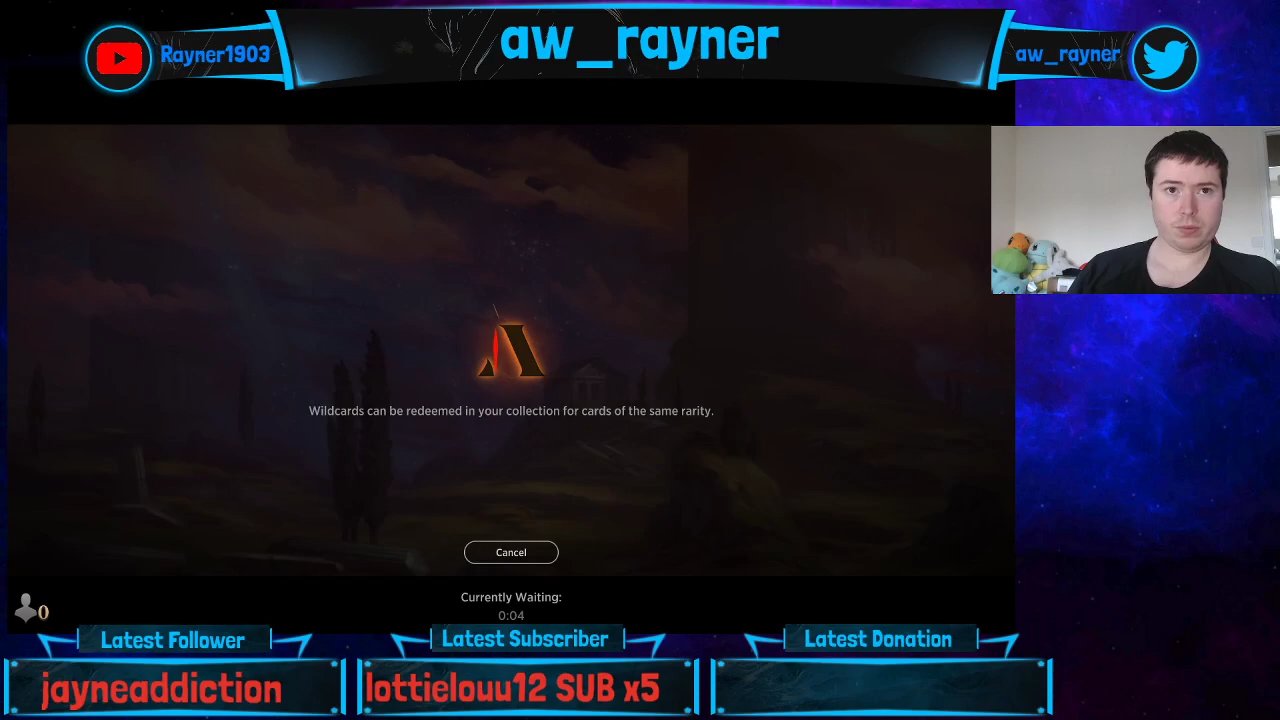 aw_rayner
Rayner1903
aw_rayner
Wildcards can be redeemed in your collection for cards of the same rarity.
Cancel
Currently Waiting:
0:04
0
Latest Follower
Latest Subscriber
Latest Donation
jayneaddiction
lottielouu12 SUB x5